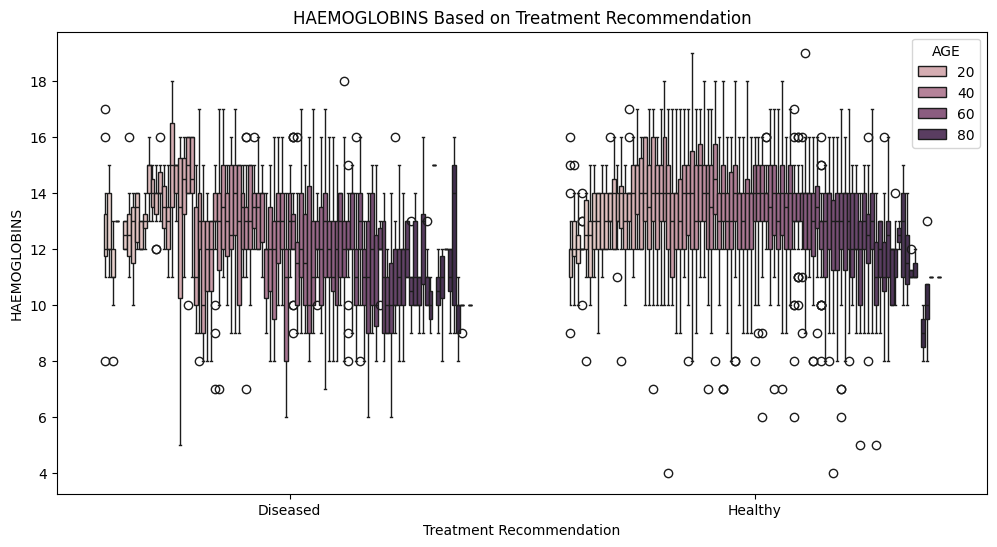 HAEMOGLOBINS Based on Treatment Recommendation
AGE
20
40
60
80
18
16
14
12
10
8
6
4
HAEMOGLOBINS
Diseased
Healthy
Treatment Recommendation